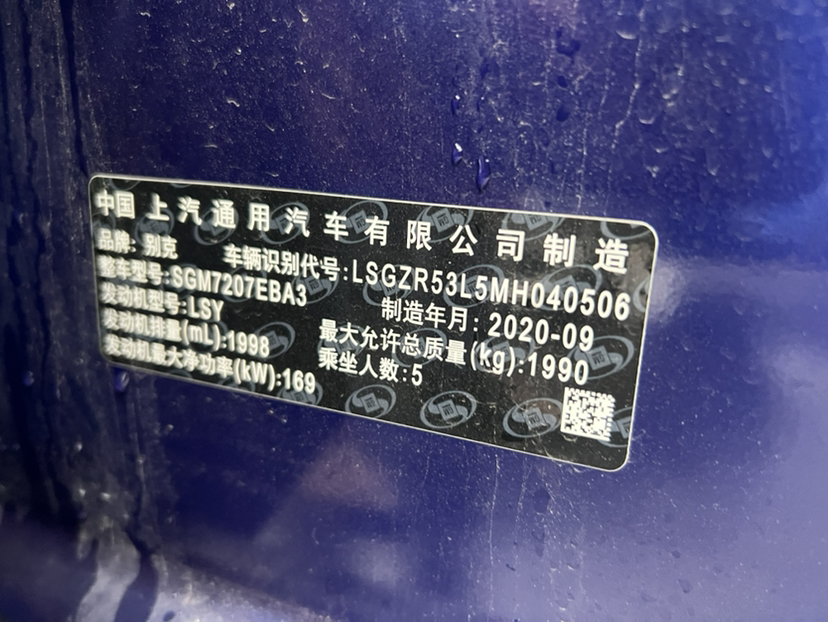 中国上汽通用汽车有限公司制造
品牌: 别克 车辆识别代号:LSGZR53L5MH040506
整车型号:SGM7207EBA3 制造年月: 2020-09
发动机型号: LSY 最大允许总质量(kg):1990
发动机排量(mL):1998 乘坐人数:5
发动机最大净功率(kW):169